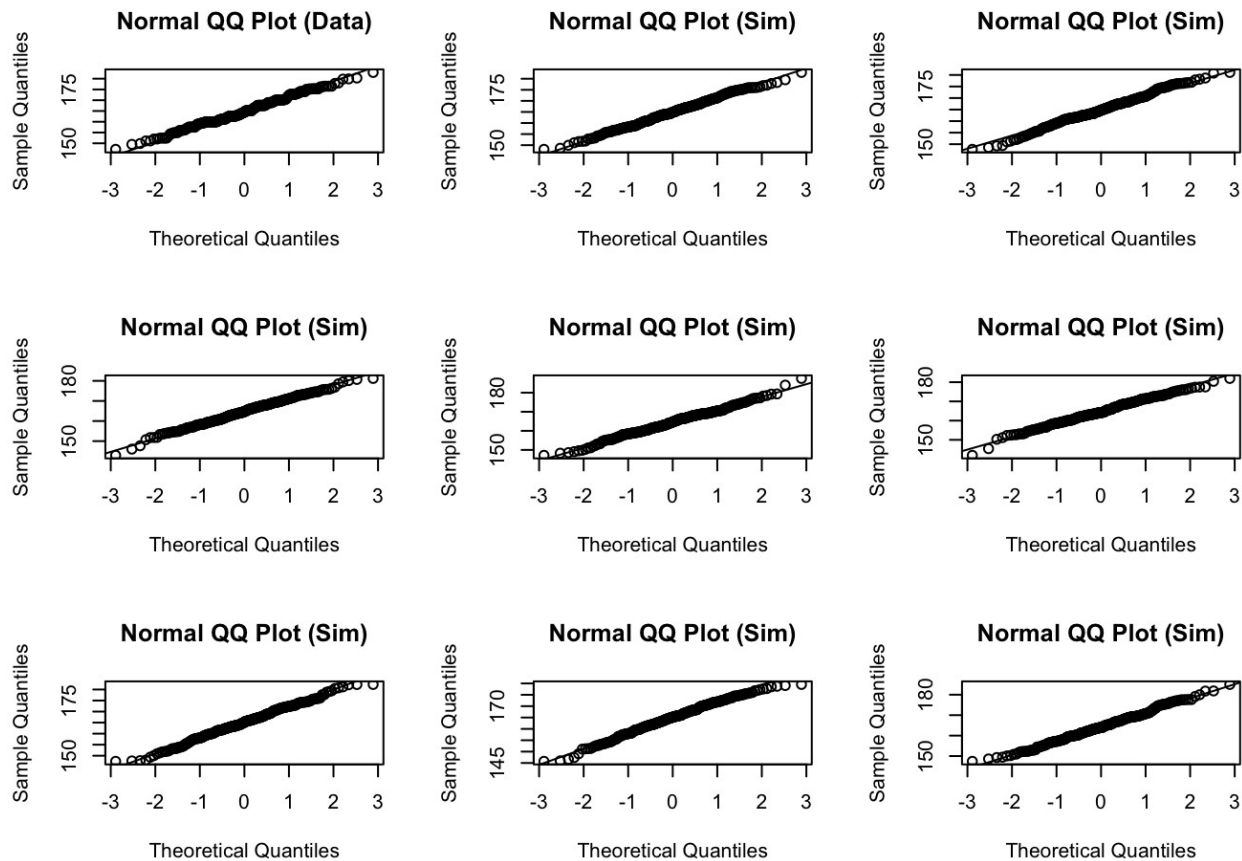 Normal QQ Plot (Data)
Sample Quantiles
175
150
-3 -2 -1 0 1 2 3
Theoretical Quantiles
Normal QQ Plot (Sim)
Sample Quantiles
175
150
-3 -2 -1 0 1 2 3
Theoretical Quantiles
Normal QQ Plot (Sim)
Sample Quantiles
175
150
-3 -2 -1 0 1 2 3
Theoretical Quantiles
Normal QQ Plot (Sim)
Sample Quantiles
180
150
-3 -2 -1 0 1 2 3
Theoretical Quantiles
Normal QQ Plot (Sim)
Sample Quantiles
180
150
-3 -2 -1 0 1 2 3
Theoretical Quantiles
Normal QQ Plot (Sim)
Sample Quantiles
180
150
-3 -2 -1 0 1 2 3
Theoretical Quantiles
Normal QQ Plot (Sim)
Sample Quantiles
175
150
-3 -2 -1 0 1 2 3
Theoretical Quantiles
Normal QQ Plot (Sim)
Sample Quantiles
170
145
-3 -2 -1 0 1 2 3
Theoretical Quantiles
Normal QQ Plot (Sim)
Sample Quantiles
180
150
-3 -2 -1 0 1 2 3
Theoretical Quantiles